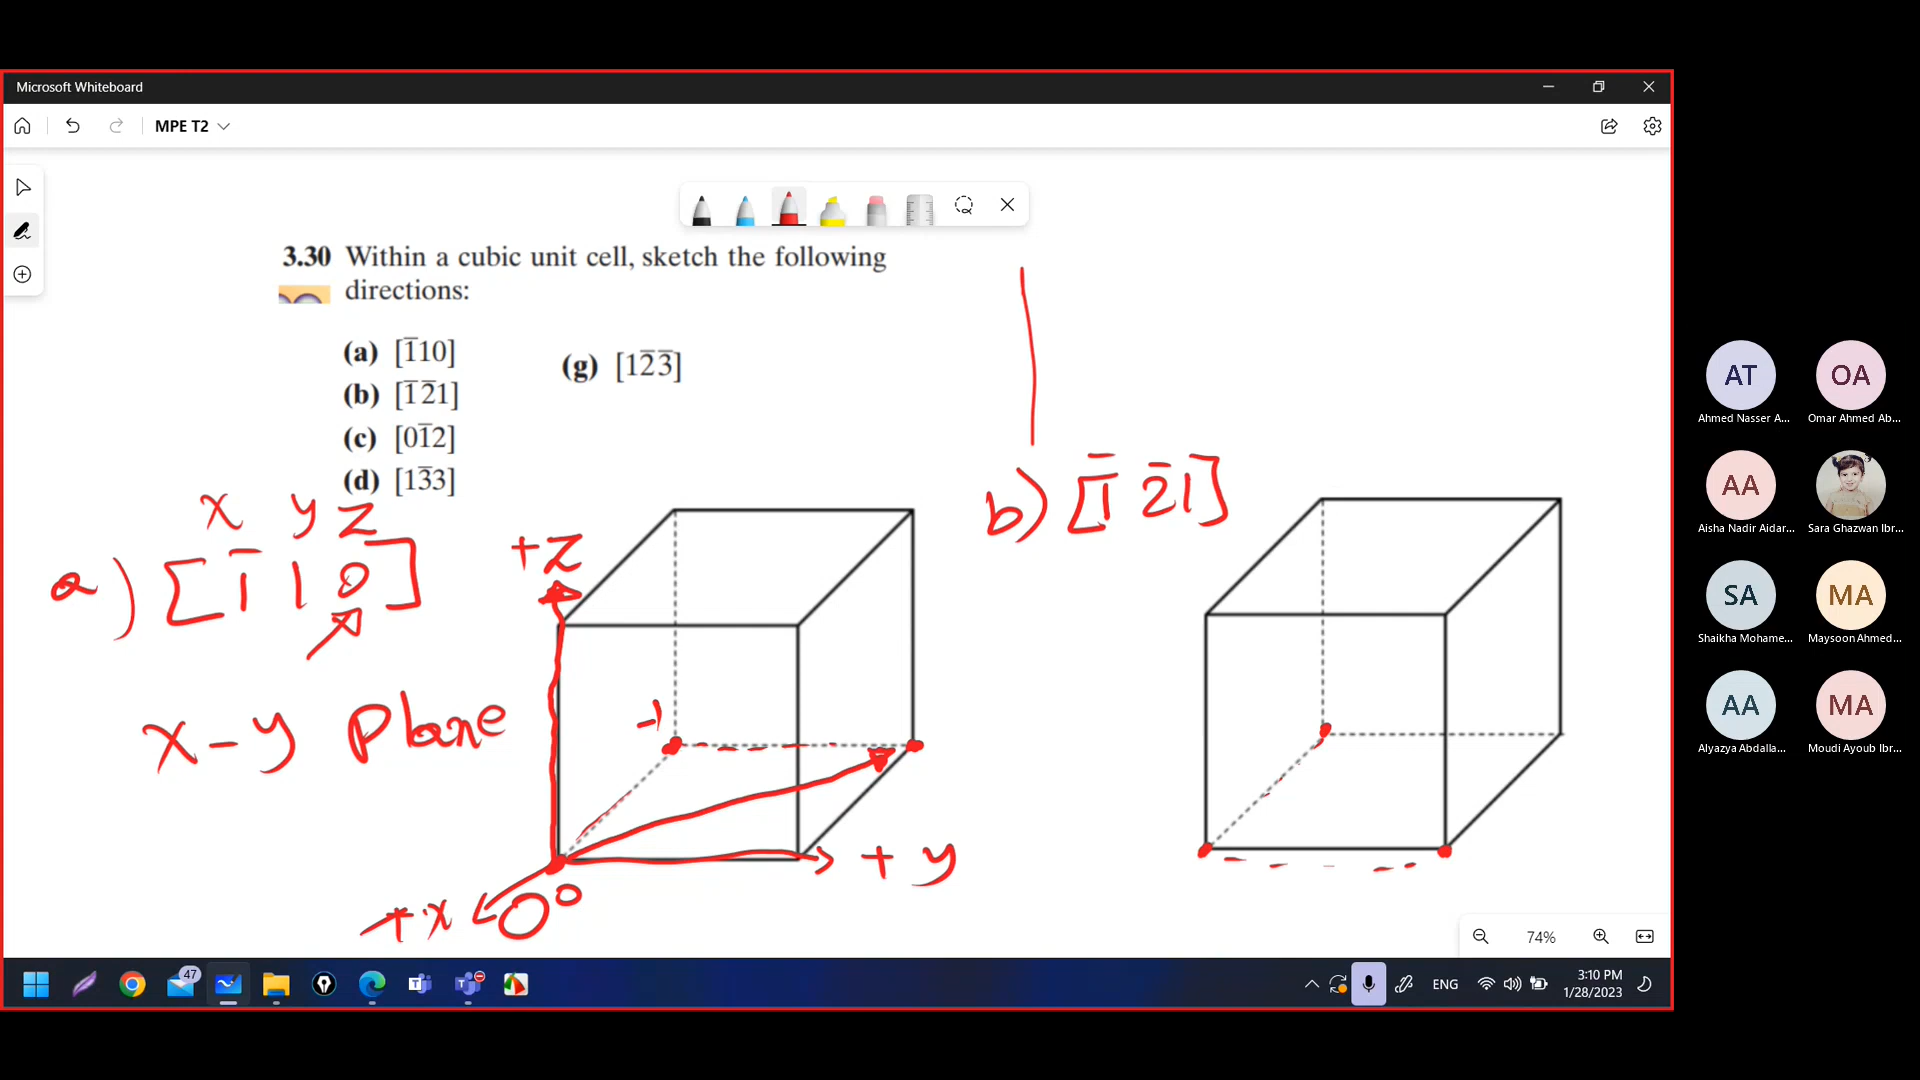 Microsoft Whiteboard
MPE T2
3.30 Within a cubic unit cell, sketch the following
directions:
(a) [1̅10]
(b) [1̅2̅1]
(c) [01̅2]
(d) [13̅3]
(g) [12̅3̅]
x y z
a) [1̅ 1 0]
x-y Plane
+z
-1
+y
+x
O°
b) [1̅ 2̅ 1]
AT
Ahmed Nasser A...
OA
Omar Ahmed Ab...
AA
Aisha Nadir Aidar...
Sara Ghazwan Ibr...
SA
Shaikha Mohame...
MA
Maysoon Ahmed...
AA
Alyazya Abdalla...
MA
Moudi Ayoub Ibr...
74%
47
ENG
3:10 PM
1/28/2023